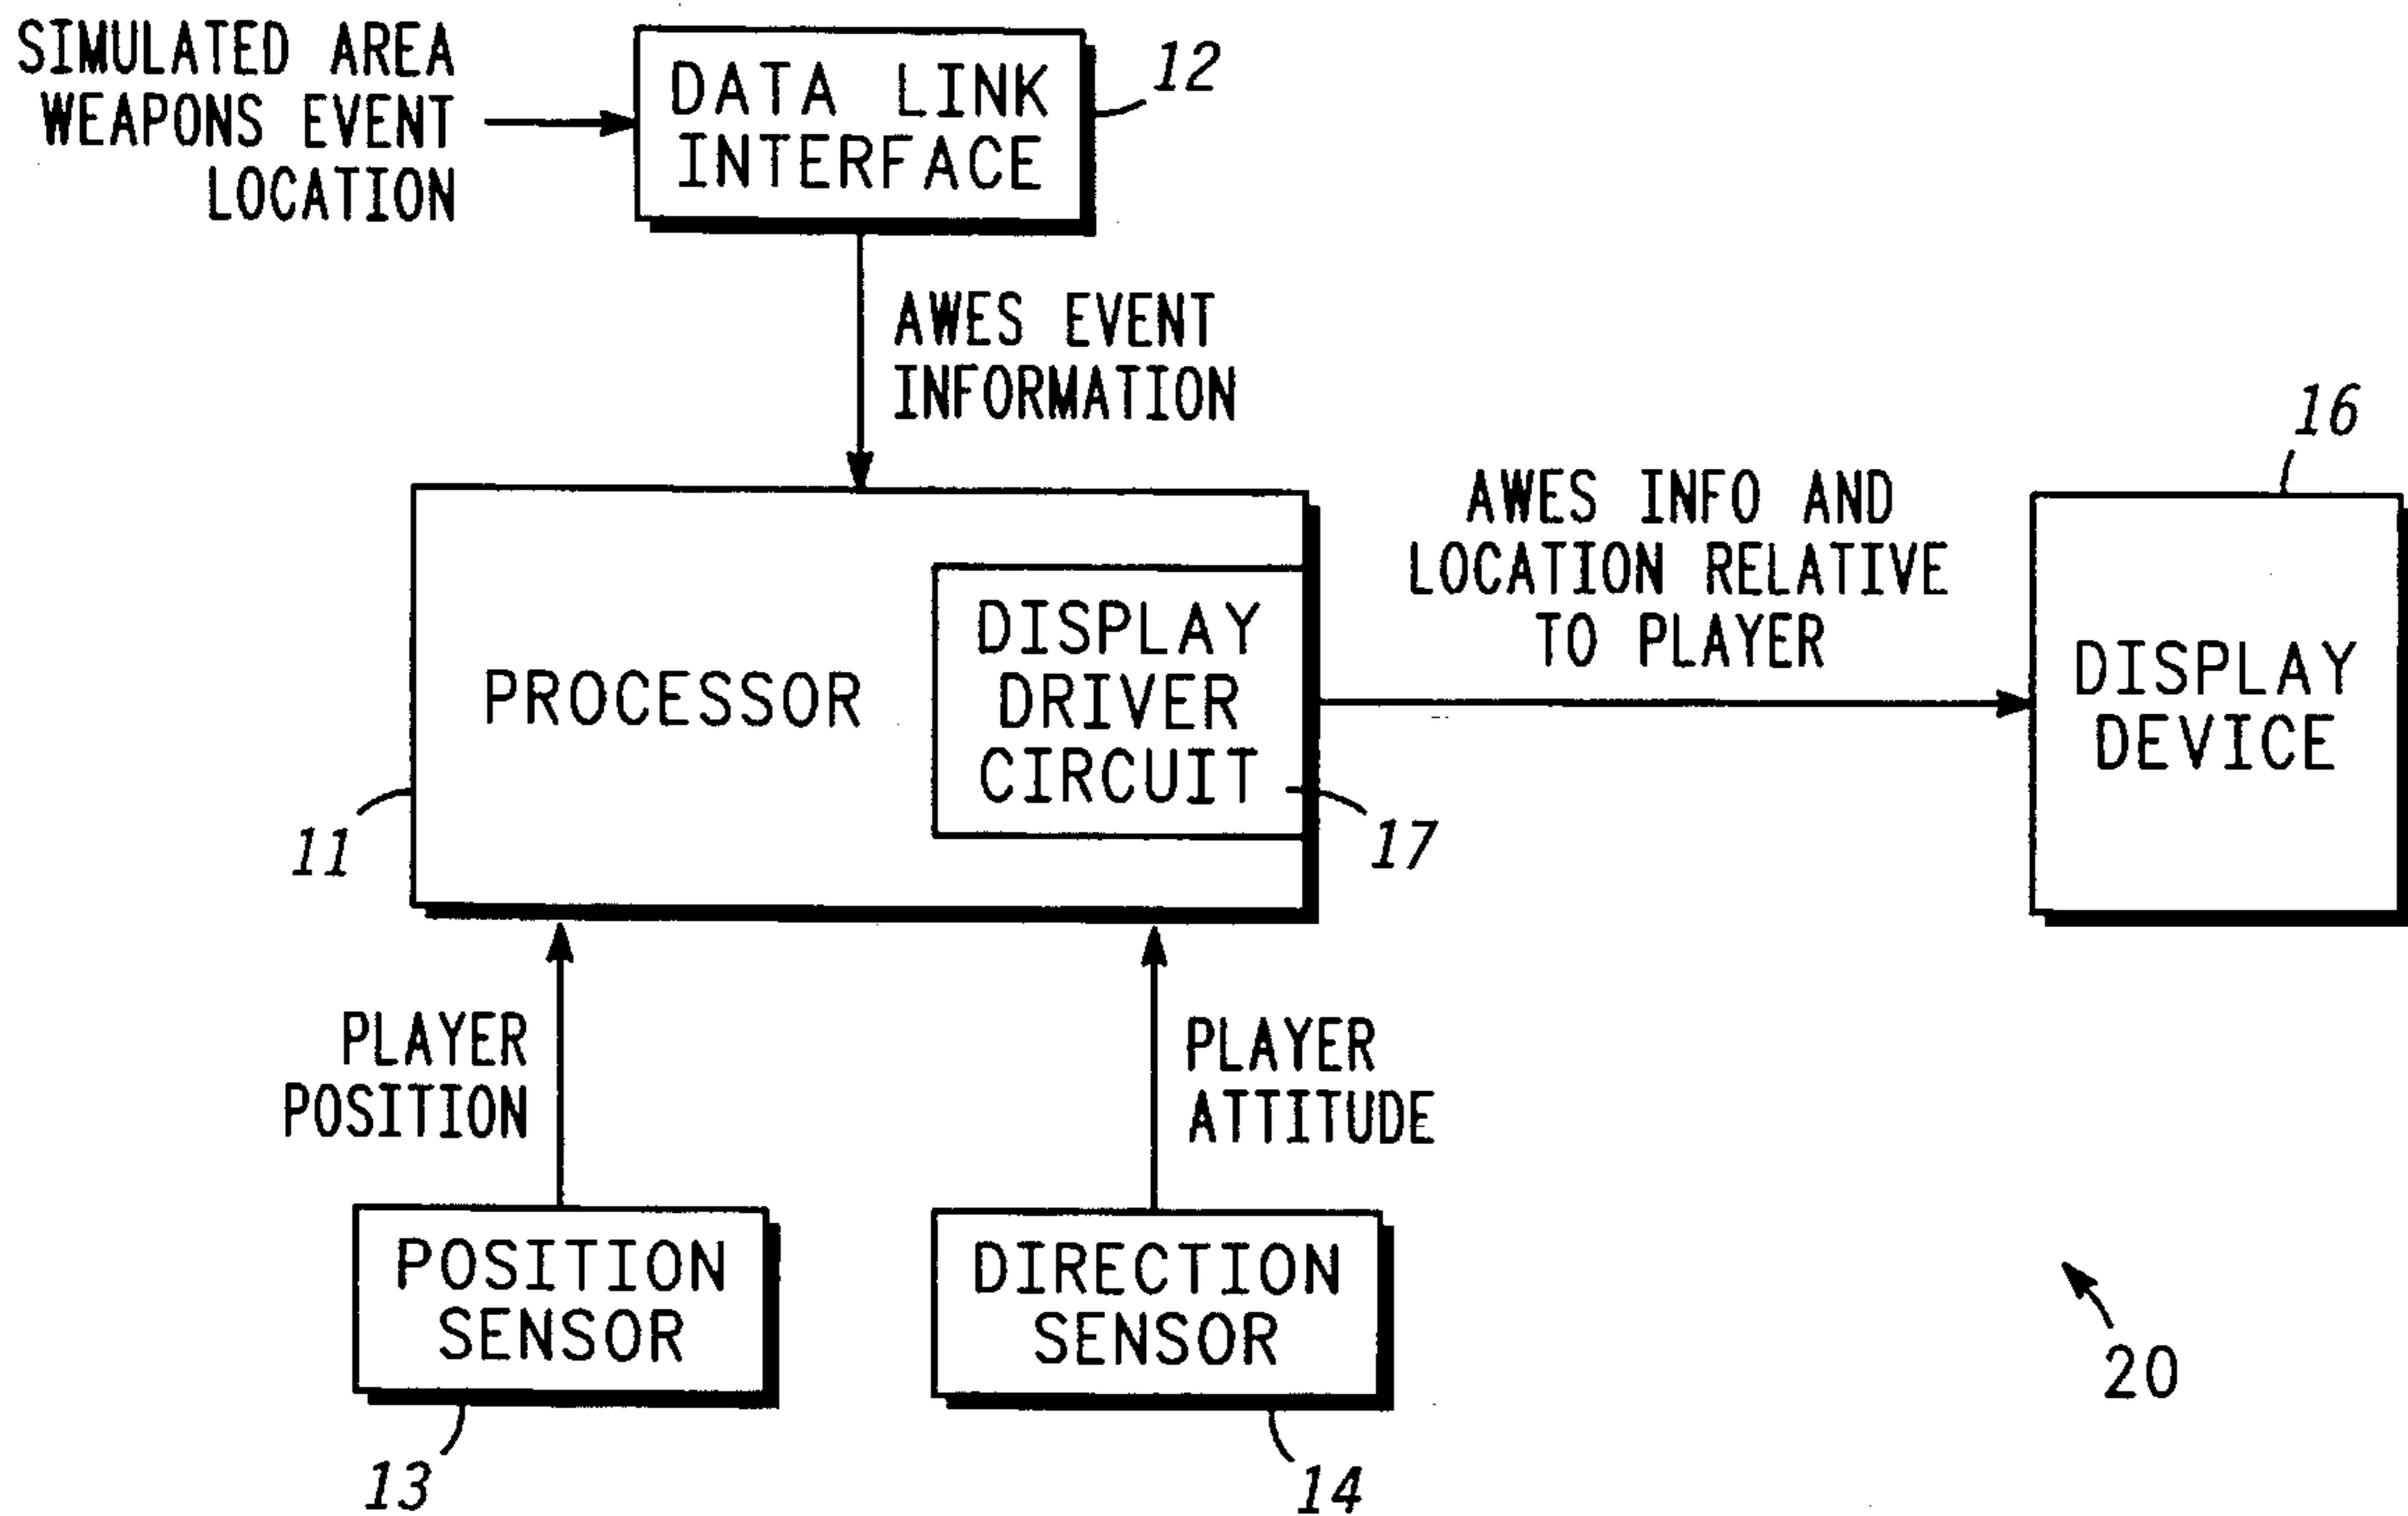 SIMULATED AREA
WEAPONS EVENT
LOCATION
DATA LINK
INTERFACE
12
AWES EVENT
INFORMATION
16
AWES INFO AND
LOCATION RELATIVE
TO PLAYER
PROCESSOR
DISPLAY
DRIVER
CIRCUIT
DISPLAY
DEVICE
11
17
PLAYER
POSITION
PLAYER
ATTITUDE
POSITION
SENSOR
DIRECTION
SENSOR
20
13
14